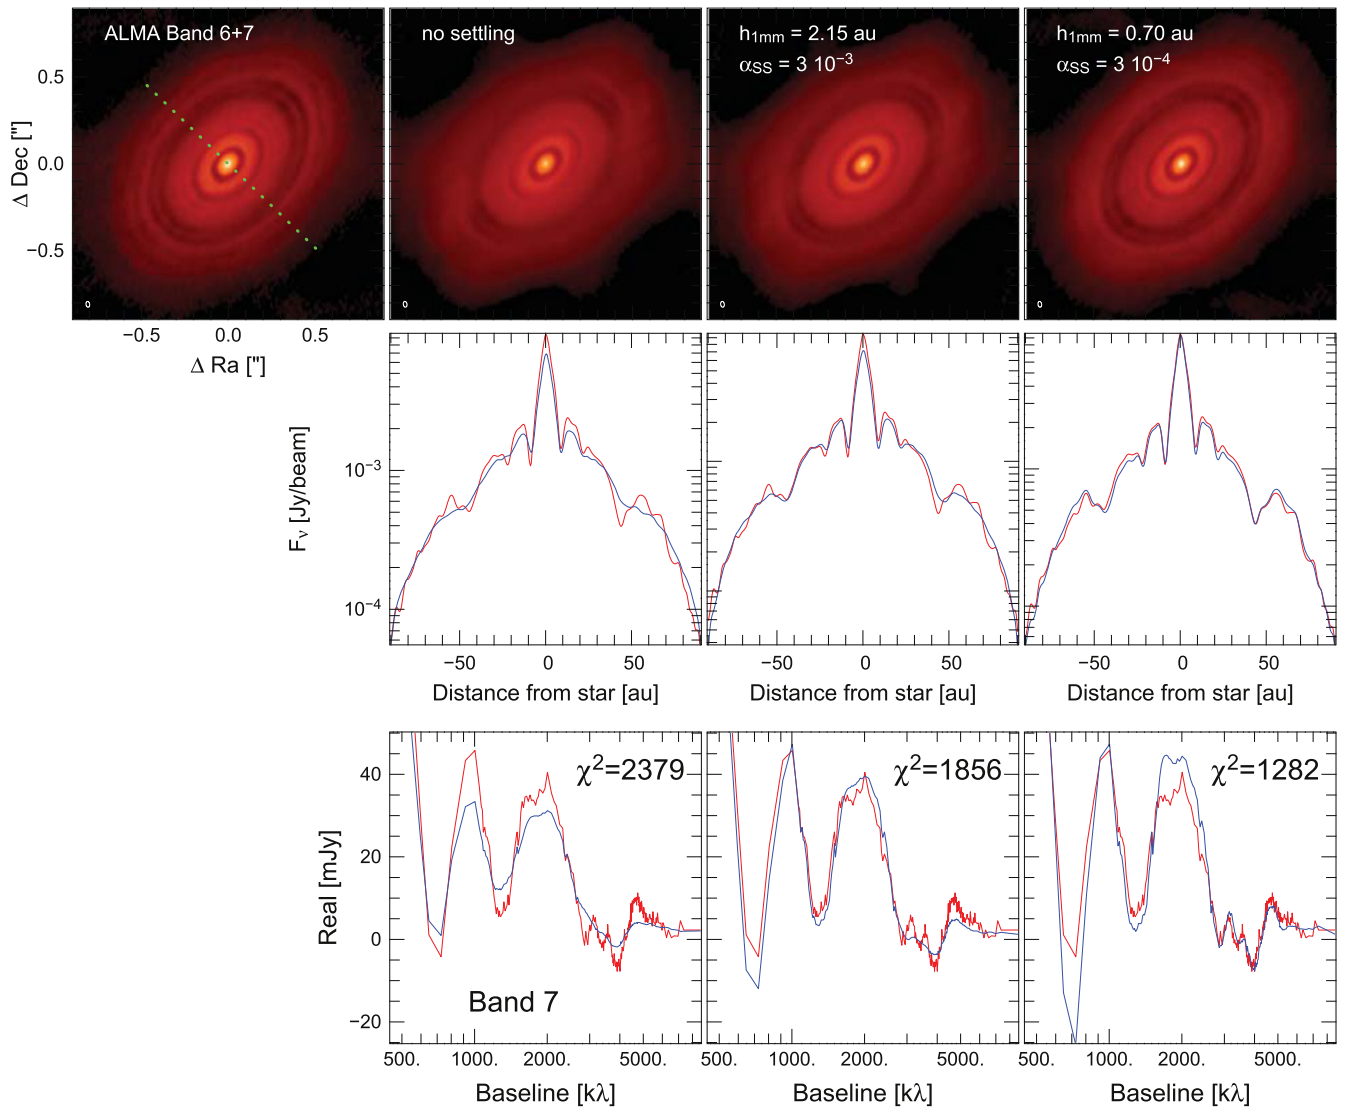 ALMA Band 6+7
no settling
h1mm = 2.15 au
αSS = 3 10−3
h1mm = 0.70 au
αSS = 3 10−4
Δ Dec ["]
0.5
0.0
−0.5
−0.5 0.0 0.5
Δ Ra ["]
Fν [Jy/beam]
10−3
10−4
−50 0 50
−50 0 50
−50 0 50
Distance from star [au]
Distance from star [au]
Distance from star [au]
χ2=2379
χ2=1856
χ2=1282
Real [mJy]
40
20
0
−20
Band 7
500. 1000. 2000. 5000.
500. 1000. 2000. 5000.
500. 1000. 2000. 5000.
Baseline [kλ]
Baseline [kλ]
Baseline [kλ]